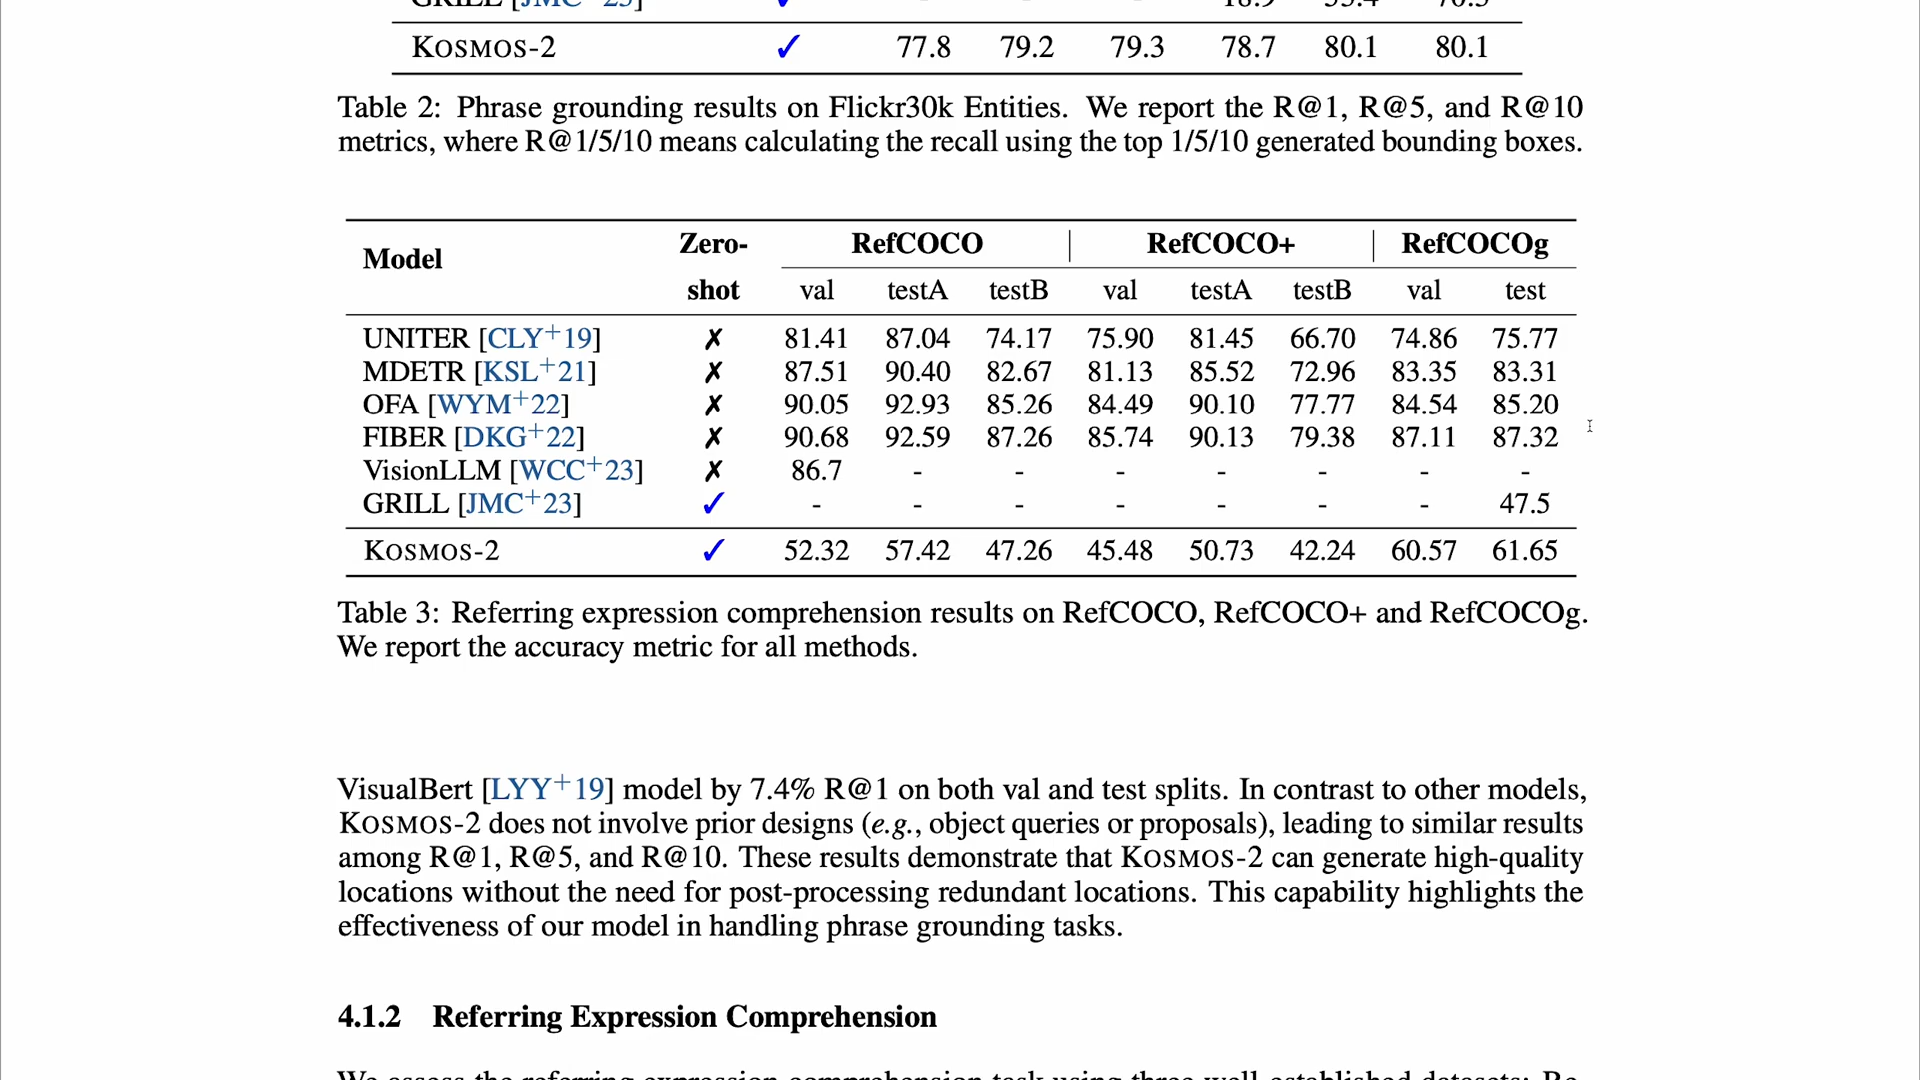 KOSMOS-2 ✓ 77.8 79.2 79.3 78.7 80.1 80.1
Table 2: Phrase grounding results on Flickr30k Entities. We report the R@1, R@5, and R@10
metrics, where R@1/5/10 means calculating the recall using the top 1/5/10 generated bounding boxes.
Model Zero-shot RefCOCO RefCOCO+ RefCOCOg
val testA testB val testA testB val test
UNITER [CLY+19] ✗ 81.41 87.04 74.17 75.90 81.45 66.70 74.86 75.77
MDETR [KSL+21] ✗ 87.51 90.40 82.67 81.13 85.52 72.96 83.35 83.31
OFA [WYM+22] ✗ 90.05 92.93 85.26 84.49 90.10 77.77 84.54 85.20
FIBER [DKG+22] ✗ 90.68 92.59 87.26 85.74 90.13 79.38 87.11 87.32
VisionLLM [WCC+23] ✗ 86.7 - - - - - - -
GRILL [JMC+23] ✓ - - - - - - - 47.5
KOSMOS-2 ✓ 52.32 57.42 47.26 45.48 50.73 42.24 60.57 61.65
Table 3: Referring expression comprehension results on RefCOCO, RefCOCO+ and RefCOCOg.
We report the accuracy metric for all methods.
VisualBert [LYY+19] model by 7.4% R@1 on both val and test splits. In contrast to other models,
KOSMOS-2 does not involve prior designs (e.g., object queries or proposals), leading to similar results
among R@1, R@5, and R@10. These results demonstrate that KOSMOS-2 can generate high-quality
locations without the need for post-processing redundant locations. This capability highlights the
effectiveness of our model in handling phrase grounding tasks.
4.1.2 Referring Expression Comprehension